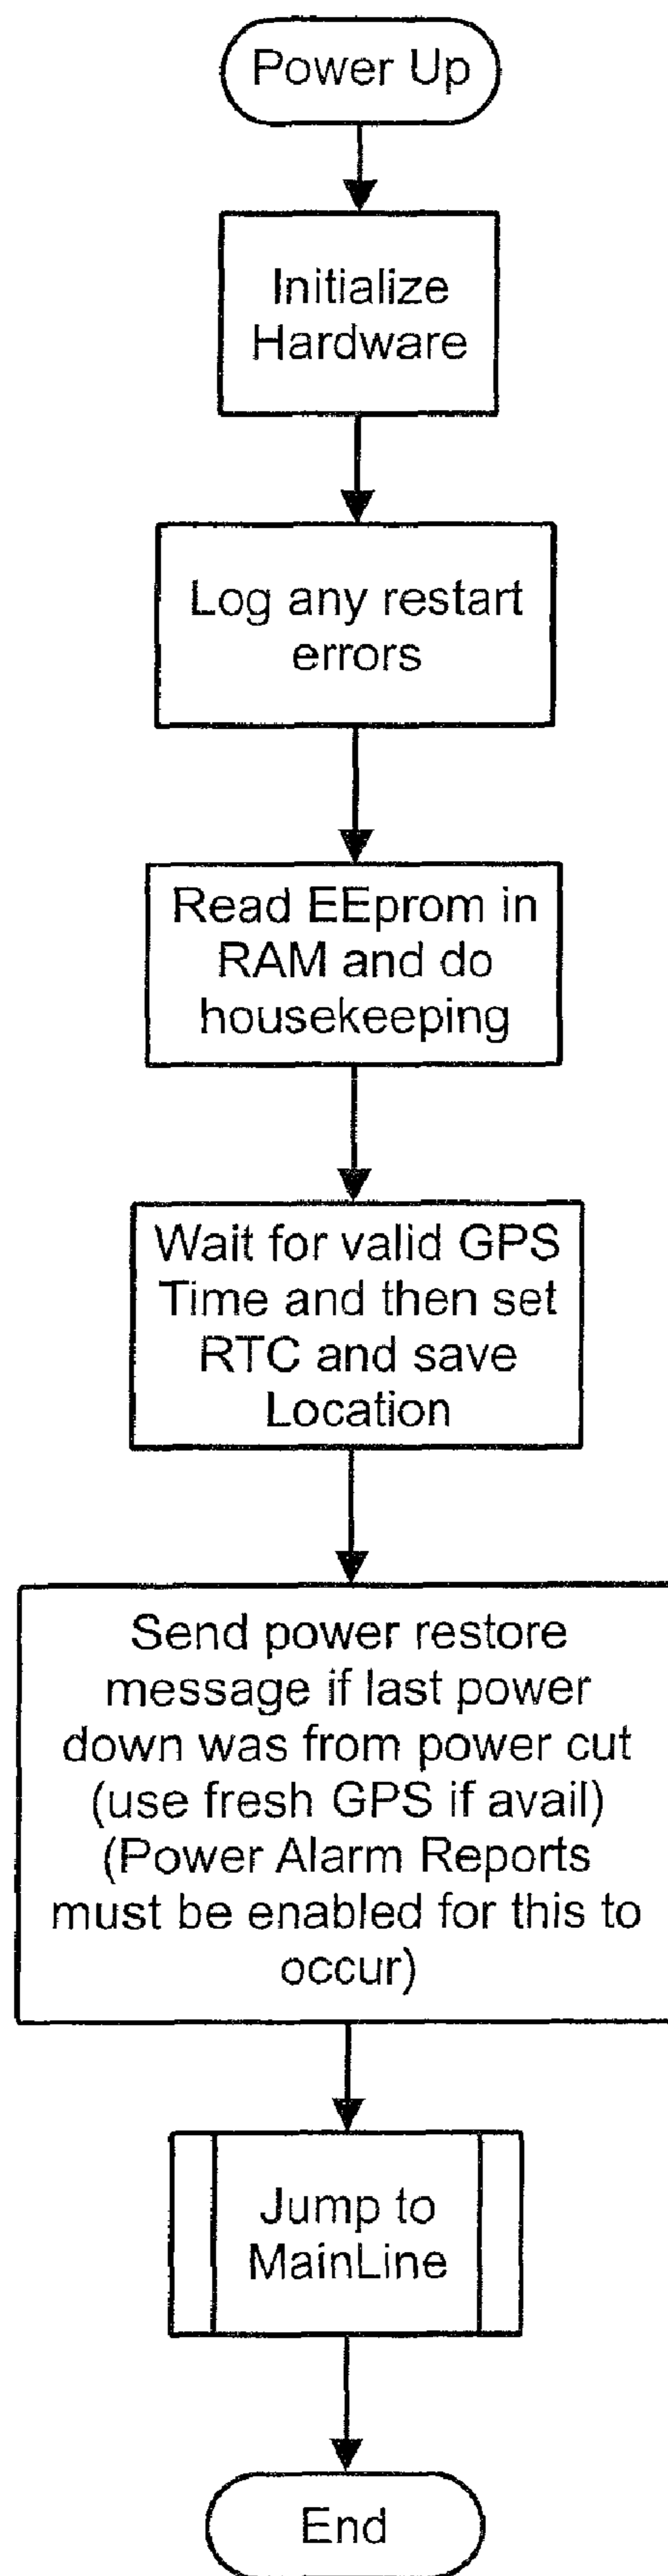 Power Up
Initialize
Hardware
Log any restart
errors
Read EEprom in
RAM and do
housekeeping
Wait for valid GPS
Time and then set
RTC and save
Location
Send power restore
message if last power
down was from power cut
(use fresh GPS if avail)
(Power Alarm Reports
must be enabled for this to
occur)
Jump to
MainLine
End